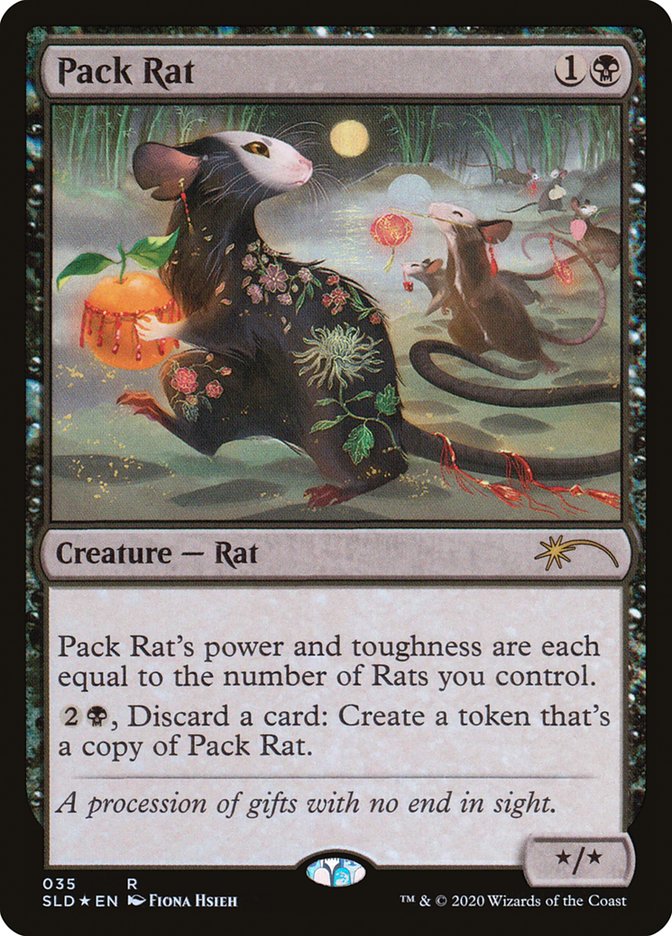 Pack Rat
1
Creature — Rat
Pack Rat's power and toughness are each
equal to the number of Rats you control.
2, Discard a card: Create a token that's
a copy of Pack Rat.
A procession of gifts with no end in sight.
★/★
035 R
SLD ★ EN Fiona Hsieh
™ & © 2020 Wizards of the Coast